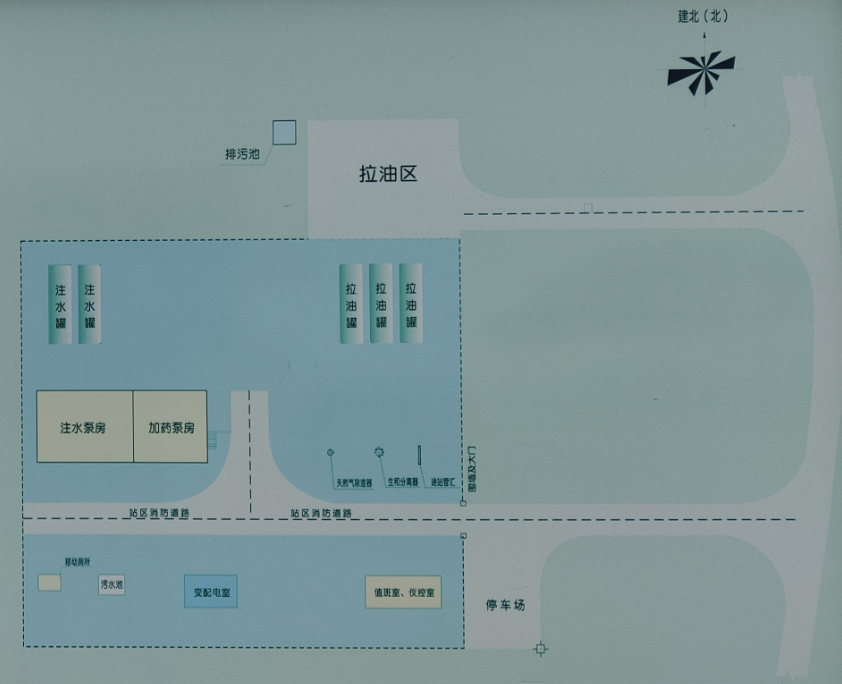 建北（北）
排污池
拉油区
注水罐
注水罐
拉油罐
拉油罐
拉油罐
注水泵房
加药泵房
天然气除液器
生和分离器
进站管汇
围墙及大门
站区消防道路
站区消防道路
移动厕所
污水池
变配电室
值班室、仪控室
停车场